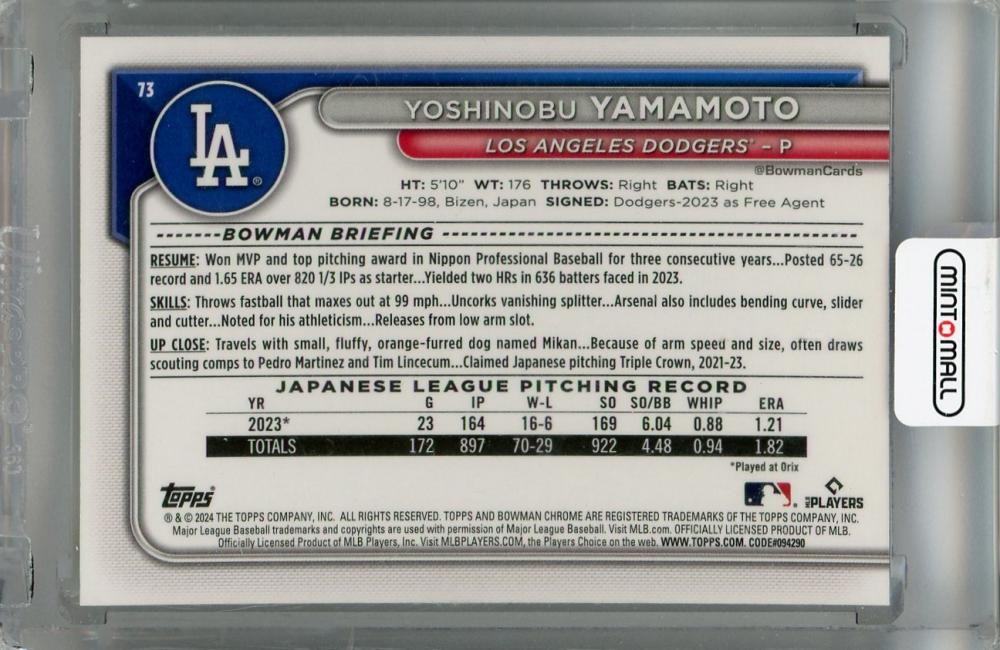 73
LA®
YOSHINOBU YAMAMOTO
LOS ANGELES DODGERS® – P
@BowmanCards
HT: 5'10" WT: 176 THROWS: Right BATS: Right
BORN: 8-17-98, Bizen, Japan SIGNED: Dodgers-2023 as Free Agent
-------BOWMAN BRIEFING
RESUME: Won MVP and top pitching award in Nippon Professional Baseball for three consecutive years...Posted 65-26
record and 1.65 ERA over 820 1/3 IPs as starter...Yielded two HRs in 636 batters faced in 2023.
SKILLS: Throws fastball that maxes out at 99 mph...Uncorks vanishing splitter...Arsenal also includes bending curve, slider
and cutter...Noted for his athleticism...Releases from low arm slot.
UP CLOSE: Travels with small, fluffy, orange-furred dog named Mikan...Because of arm speed and size, often draws
scouting comps to Pedro Martinez and Tim Lincecum...Claimed Japanese pitching Triple Crown, 2021-23.
JAPANESE LEAGUE PITCHING RECORD
YR G IP W-L SO SO/BB WHIP ERA
2023* 23 164 16-6 169 6.04 0.88 1.21
TOTALS 172 897 70-29 922 4.48 0.94 1.82
*Played at Orix
Topps®
MLB PLAYERS
® & © 2024 THE TOPPS COMPANY, INC. ALL RIGHTS RESERVED. TOPPS AND BOWMAN CHROME ARE REGISTERED TRADEMARKS OF THE TOPPS COMPANY, INC.
Major League Baseball trademarks and copyrights are used with permission of Major League Baseball. Visit MLB.com. OFFICIALLY LICENSED PRODUCT OF MLB.
Officially Licensed Product of MLB Players, Inc. Visit MLBPLAYERS.COM, the Players Choice on the web. WWW.TOPPS.COM. CODE#094290
MINT MALL